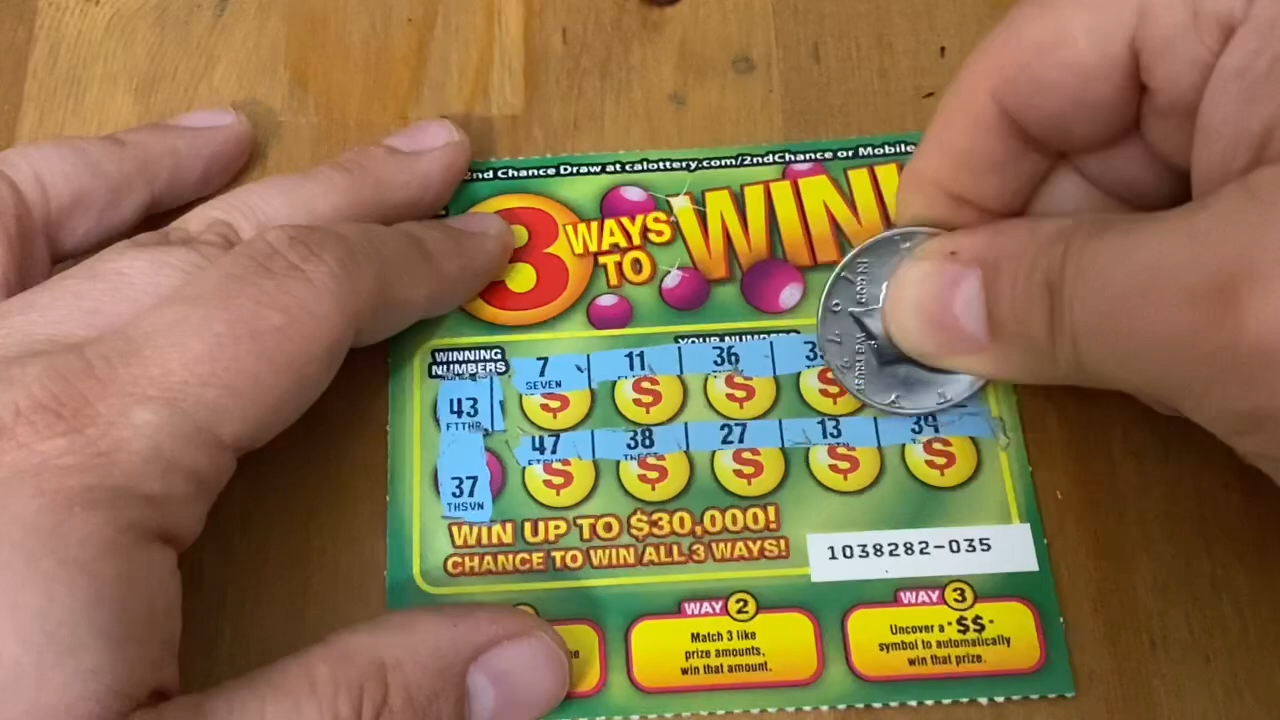 2nd Chance Draw at calottery.com/2ndChance or Mobile
3 WAYS TO WIN!
YOUR NUMBERS
WINNING NUMBERS
7 11 36
SEVEN
43
FTTHR
47 38 27 13 39
37
THSVN
WIN UP TO $30,000!
CHANCE TO WIN ALL 3 WAYS!
1038282-035
WAY 2
Match 3 like
prize amounts,
win that amount.
WAY 3
Uncover a "$$"
symbol to automatically
win that prize.